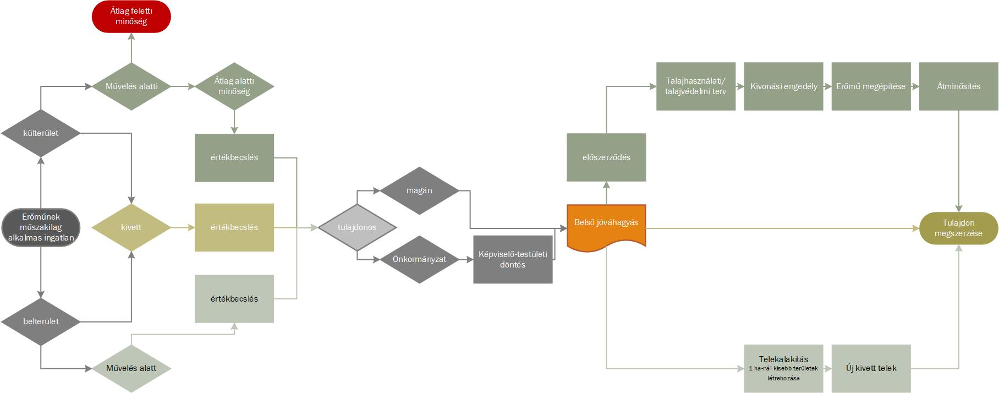 Átlag feletti
minőség
Művelés alatti
Átlag alatti
minőség
külterület
értékbecslés
Erőműnek
műszakilag
alkalmas ingatlan
kivett
értékbecslés
belterület
értékbecslés
Művelés alatt
tulajdonos
magán
Önkormányzat
Képviselő-testületi
döntés
Belső jóváhagyás
előszerződés
Talajhasználati/
talajvédelmi terv
Kivonási engedély
Erőmű megépítése
Átminősítés
Tulajdon
megszerzése
Telekalakítás
1 ha-nál kisebb területek
létrehozása
Új kivett telek